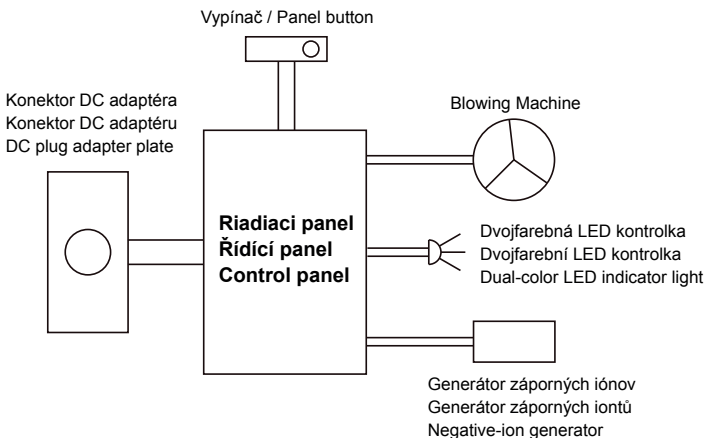 Vypínač / Panel button
Konektor DC adaptéra
Konektor DC adaptéru
DC plug adapter plate
Blowing Machine
Riadiaci panel
Řídící panel
Control panel
Dvojfarebná LED kontrolka
Dvojfarební LED kontrolka
Dual-color LED indicator light
Generátor záporných iónov
Generátor záporných iontů
Negative-ion generator